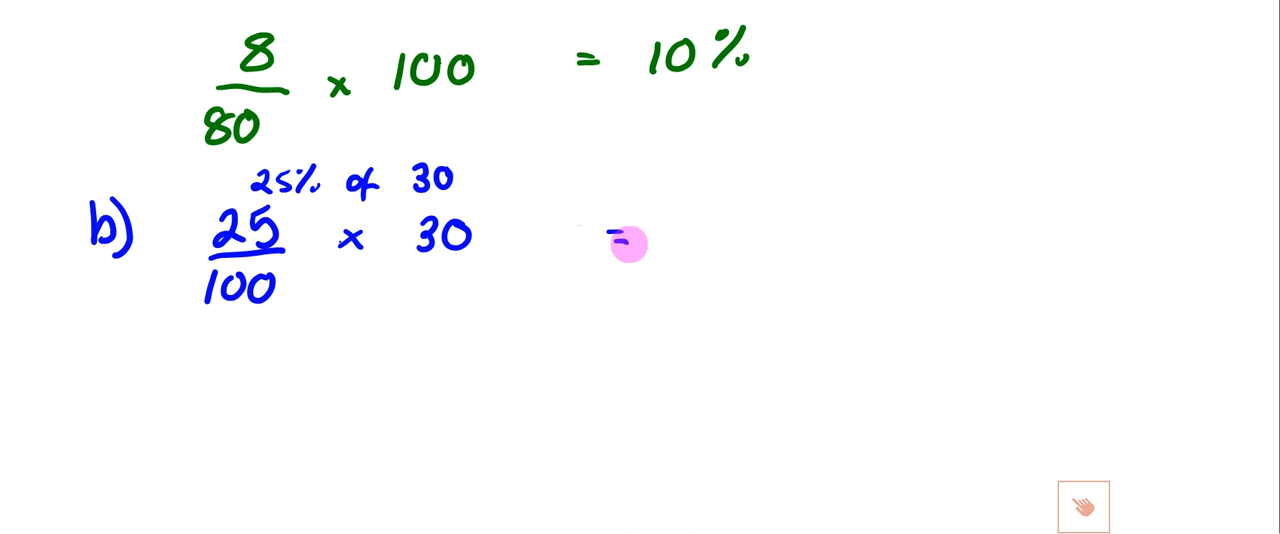 8/80 × 100 = 10%
25% of 30
b) 25/100 × 30 =